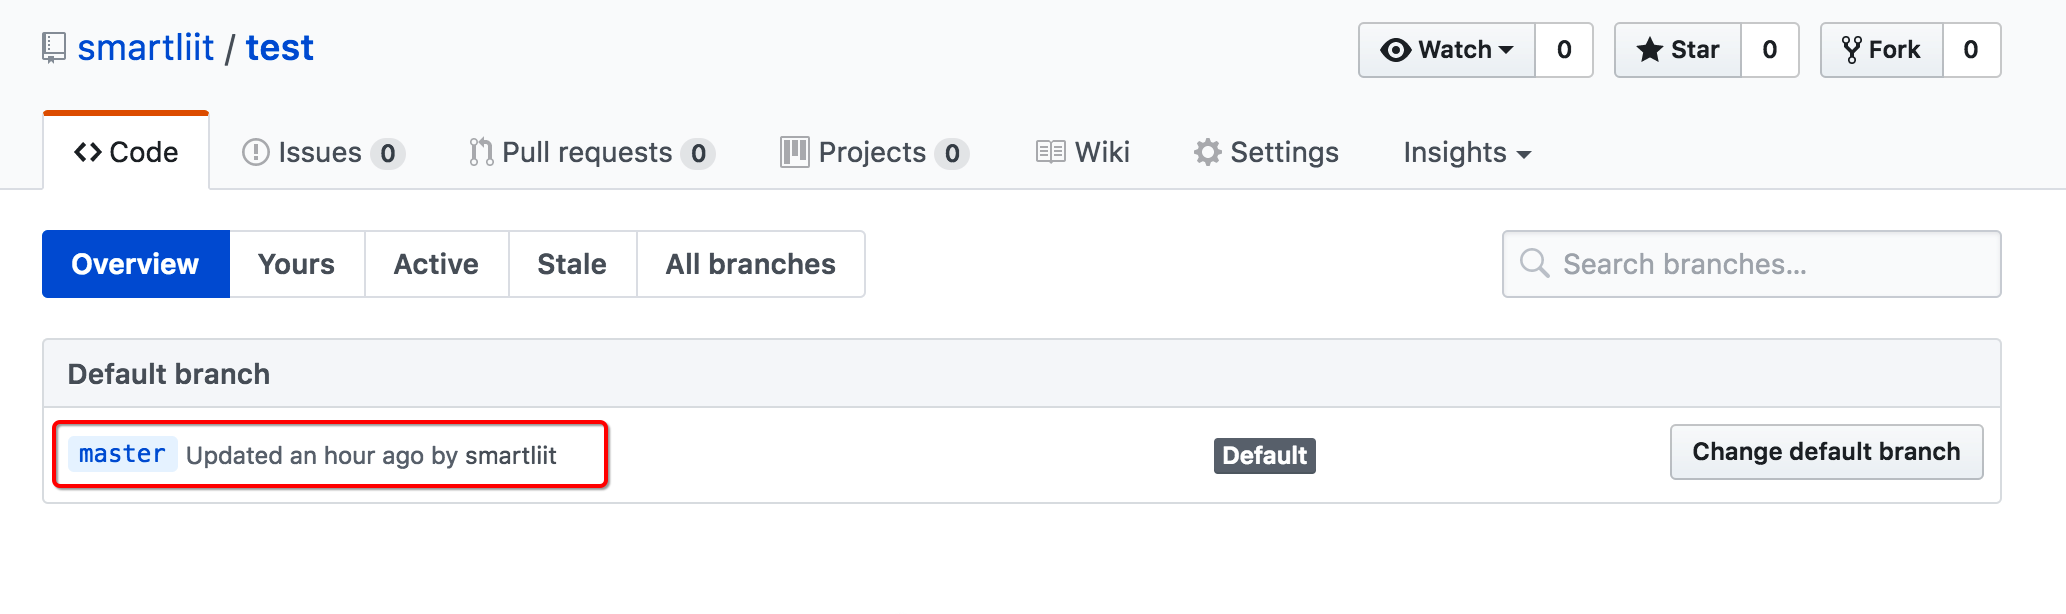 smartliit / test
Watch 0 Star 0 Fork 0
Code Issues 0 Pull requests 0 Projects 0 Wiki Settings Insights
Overview Yours Active Stale All branches Search branches...
Default branch
master Updated an hour ago by smartliit Default Change default branch